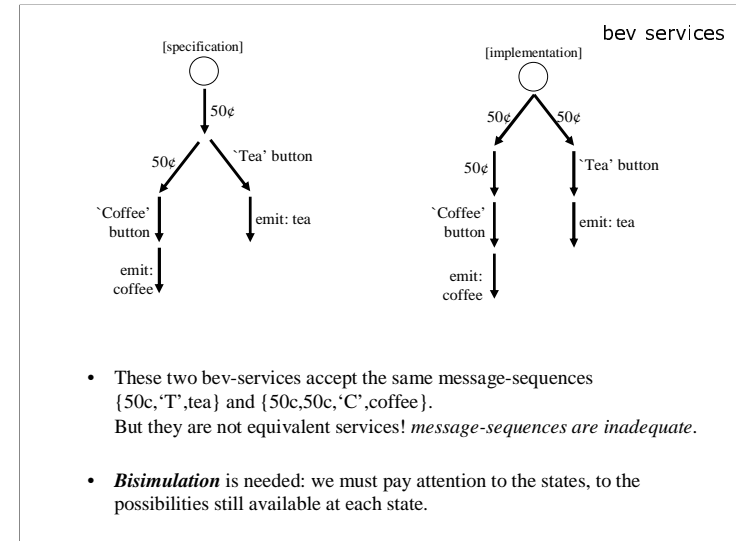 bev services
[specification]
50¢
50¢
`Tea’ button
`Coffee’
button
emit: tea
emit:
coffee
[implementation]
50¢
50¢
50¢
`Tea’ button
`Coffee’
button
emit: tea
emit:
coffee
• These two bev-services accept the same message-sequences
{50c,‘T’,tea} and {50c,50c,‘C’,coffee}.
But they are not equivalent services! message-sequences are inadequate.
• Bisimulation is needed: we must pay attention to the states, to the
possibilities still available at each state.